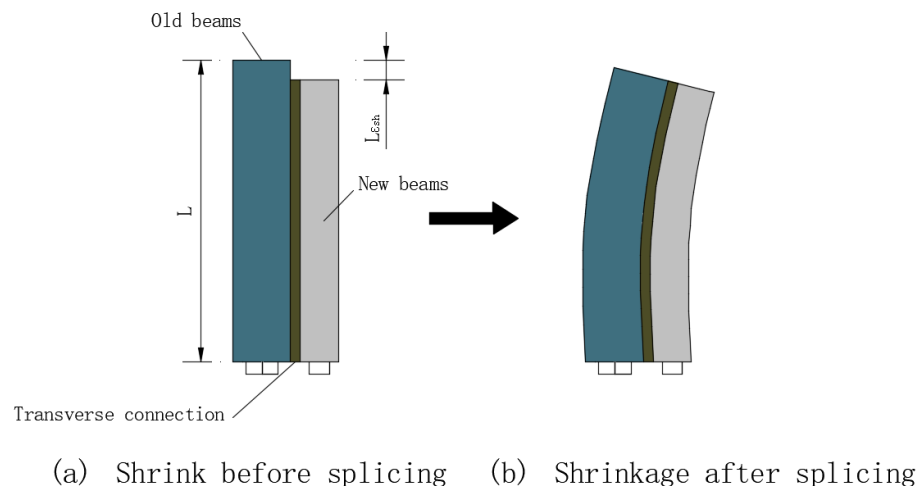 Old beams
Lεsh
New beams
L
Transverse connection
(a) Shrink before splicing
(b) Shrinkage after splicing